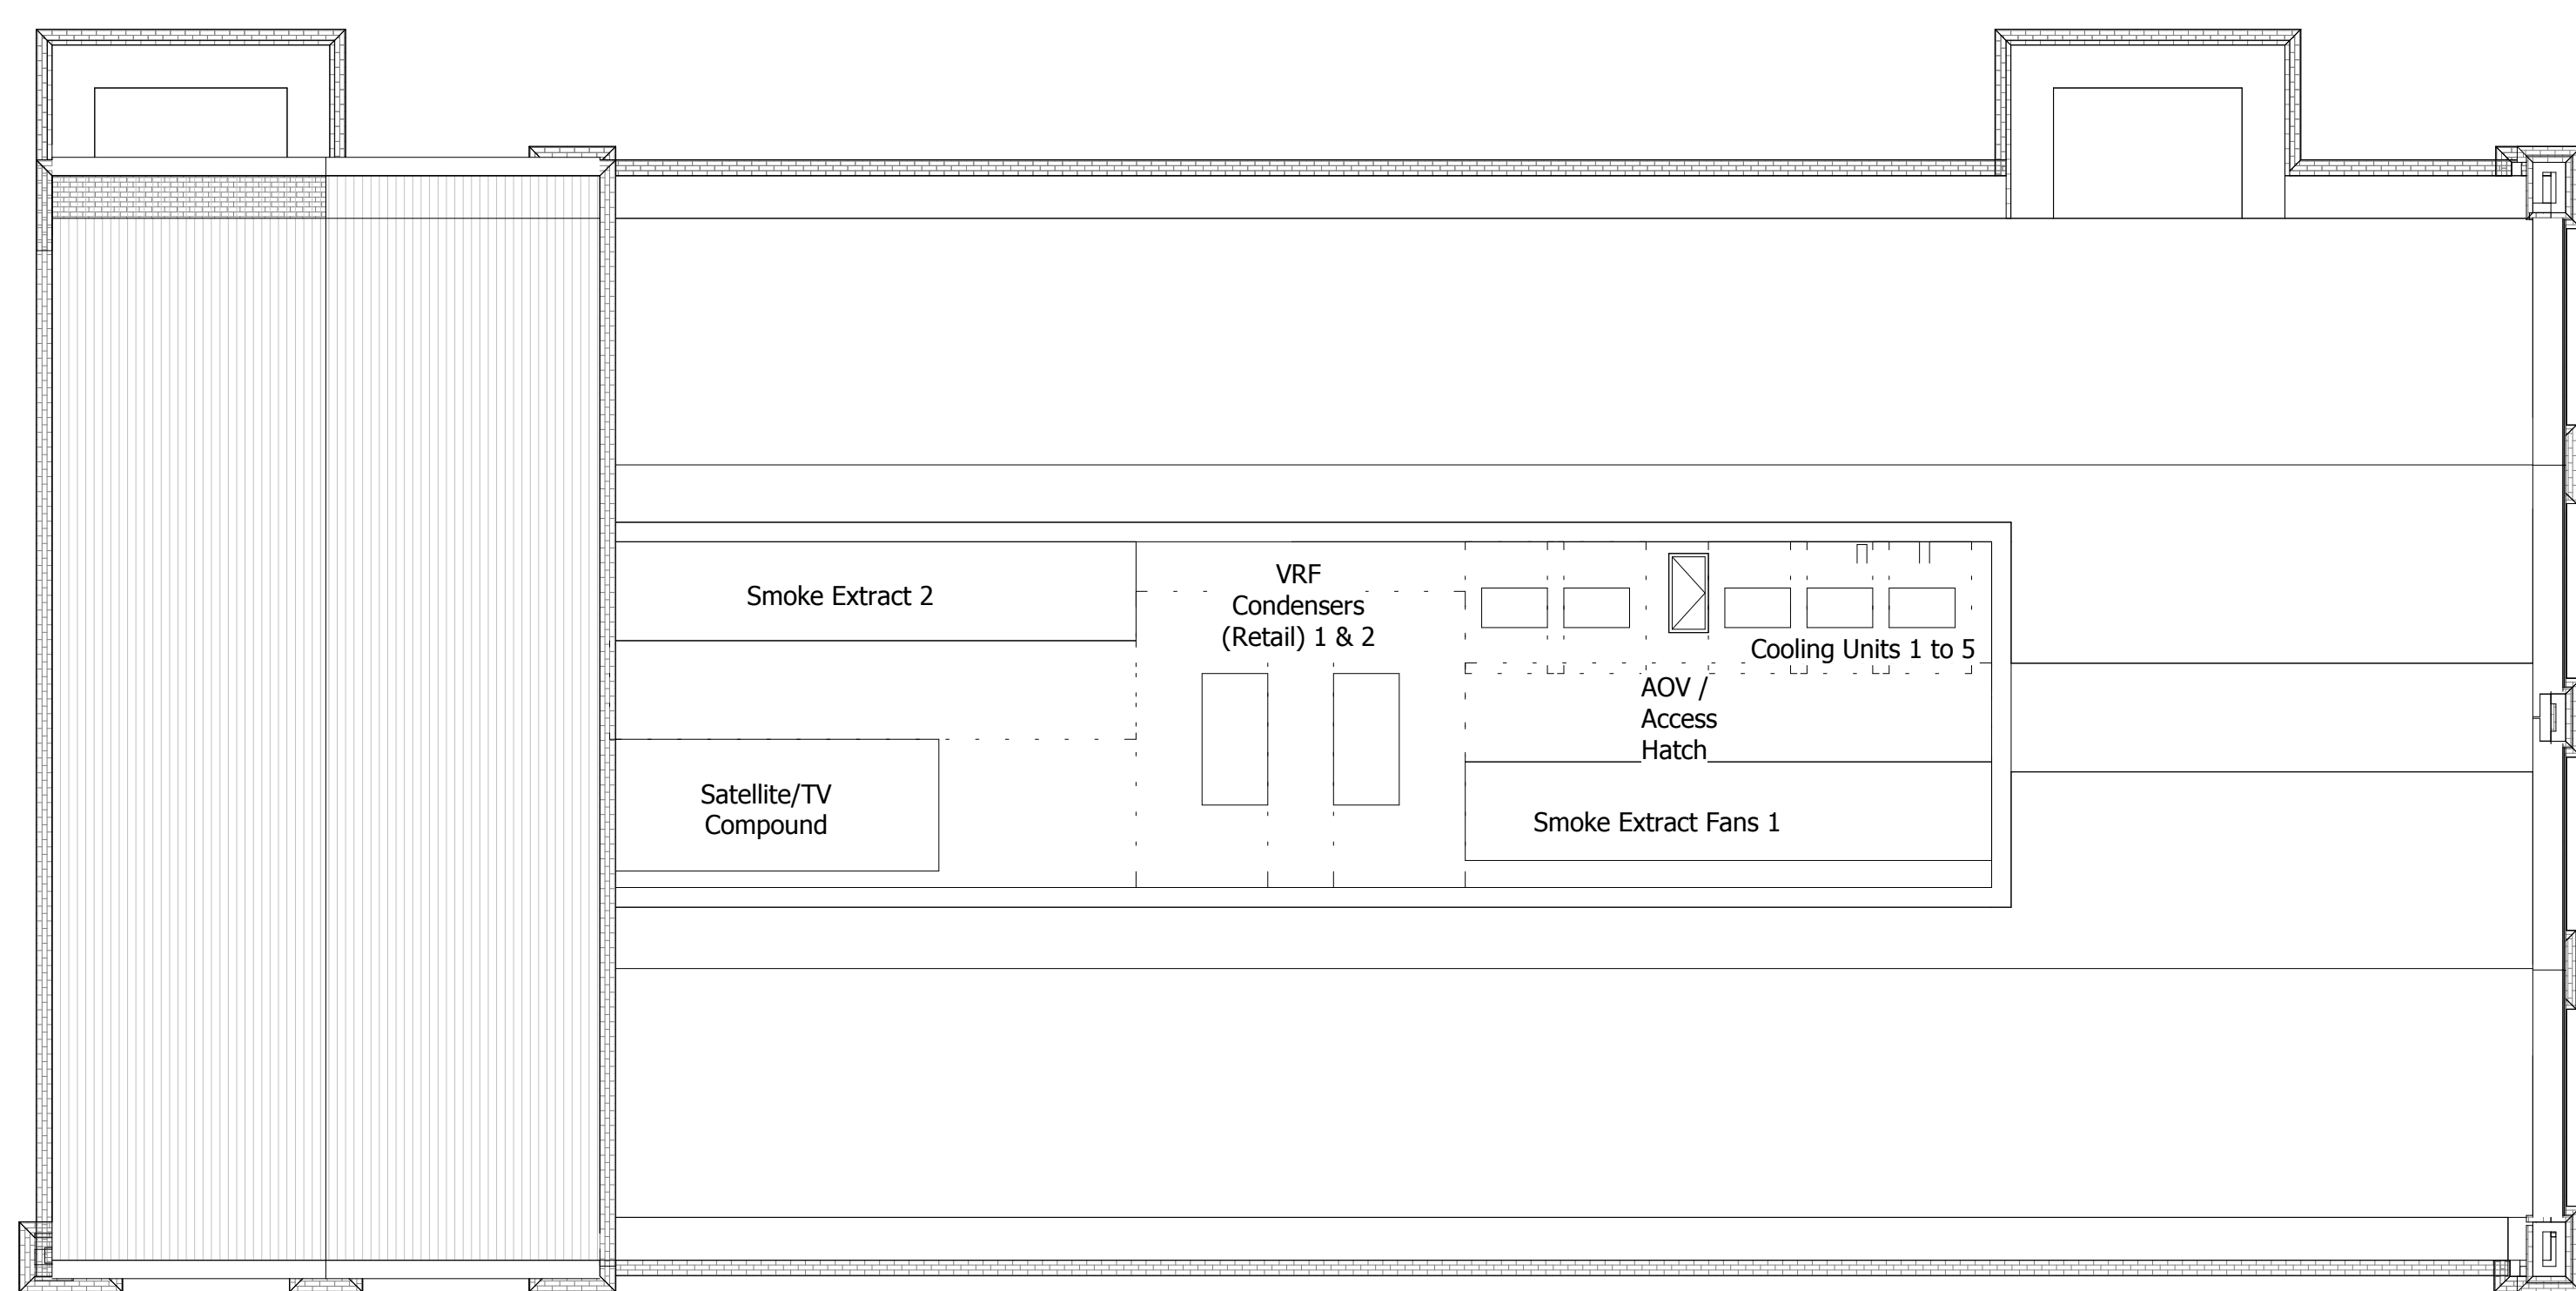 Smoke Extract 2
VRF
Condensers
(Retail) 1 & 2
Cooling Units 1 to 5
AOV /
Access
Hatch
Satellite/TV
Compound
Smoke Extract Fans 1